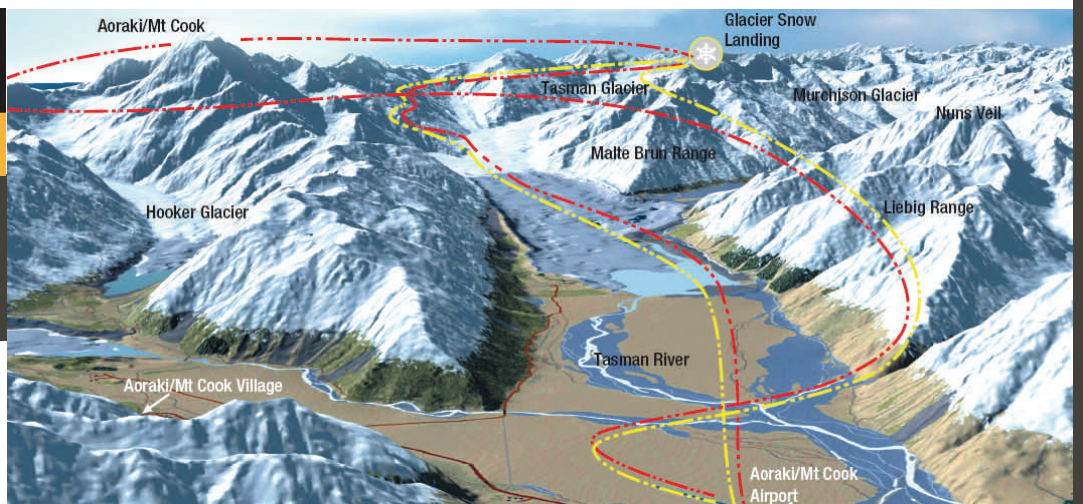 Glacier Snow
Landing
Aoraki/Mt Cook
Tasman Glacier
Murchison Glacier
Nuns Veil
Malte Brun Range
Hooker Glacier
Liebig Range
Tasman River
Aoraki/Mt Cook Village
Aoraki/Mt Cook
Airport